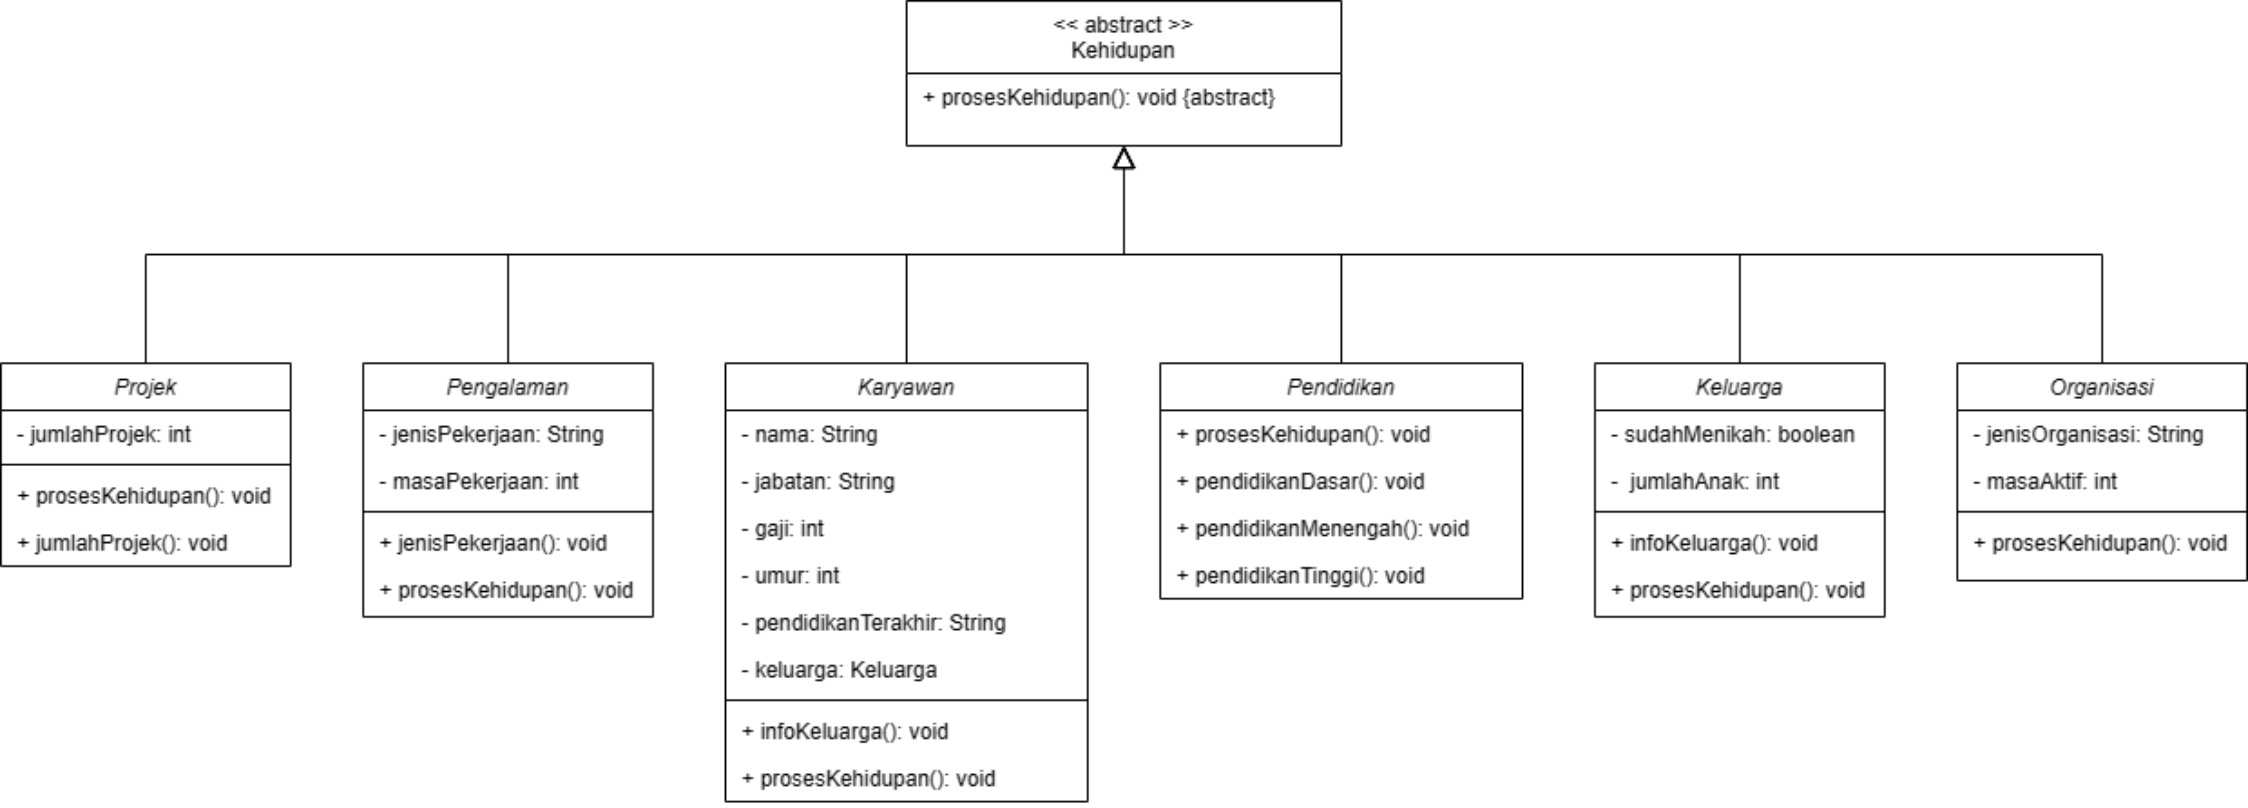 << abstract >>
Kehidupan
+ prosesKehidupan(): void {abstract}
Projek
- jumlahProjek: int
+ prosesKehidupan(): void
+ jumlahProjek(): void
Pengalaman
- jenisPekerjaan: String
- masaPekerjaan: int
+ jenisPekerjaan(): void
+ prosesKehidupan(): void
Karyawan
- nama: String
- jabatan: String
- gaji: int
- umur: int
- pendidikanTerakhir: String
- keluarga: Keluarga
+ infoKeluarga(): void
+ prosesKehidupan(): void
Pendidikan
+ prosesKehidupan(): void
+ pendidikanDasar(): void
+ pendidikanMenengah(): void
+ pendidikanTinggi(): void
Keluarga
- sudahMenikah: boolean
- jumlahAnak: int
+ infoKeluarga(): void
+ prosesKehidupan(): void
Organisasi
- jenisOrganisasi: String
- masaAktif: int
+ prosesKehidupan(): void